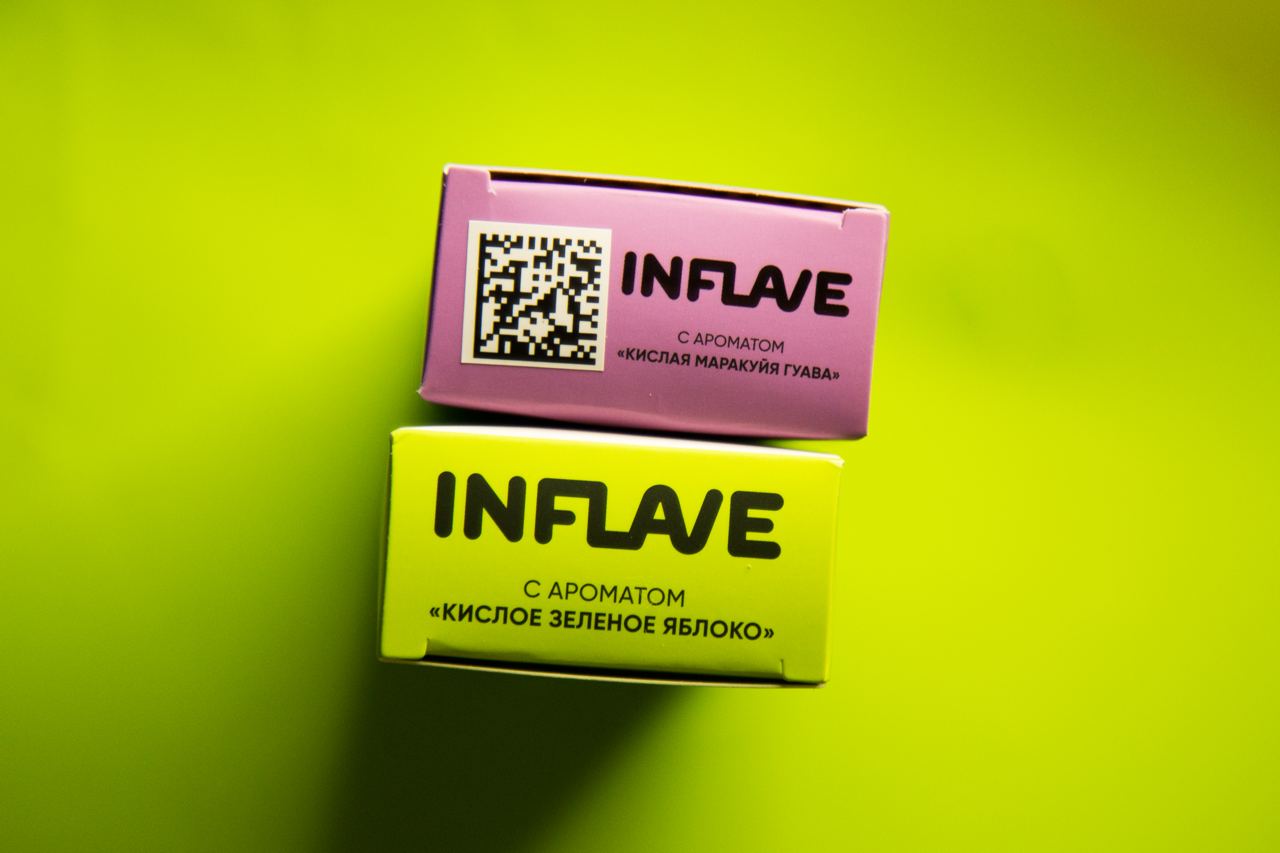 INFLAVE
С АРОМАТОМ
«КИСЛАЯ МАРАКУЙЯ ГУАВА»
INFLAVE
С АРОМАТОМ
«КИСЛОЕ ЗЕЛЕНОЕ ЯБЛОКО»